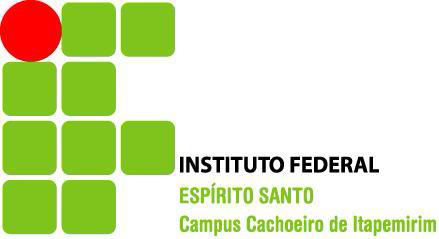 INSTITUTO FEDERAL
ESPÍRITO SANTO
Campus Cachoeiro de Itapemirim